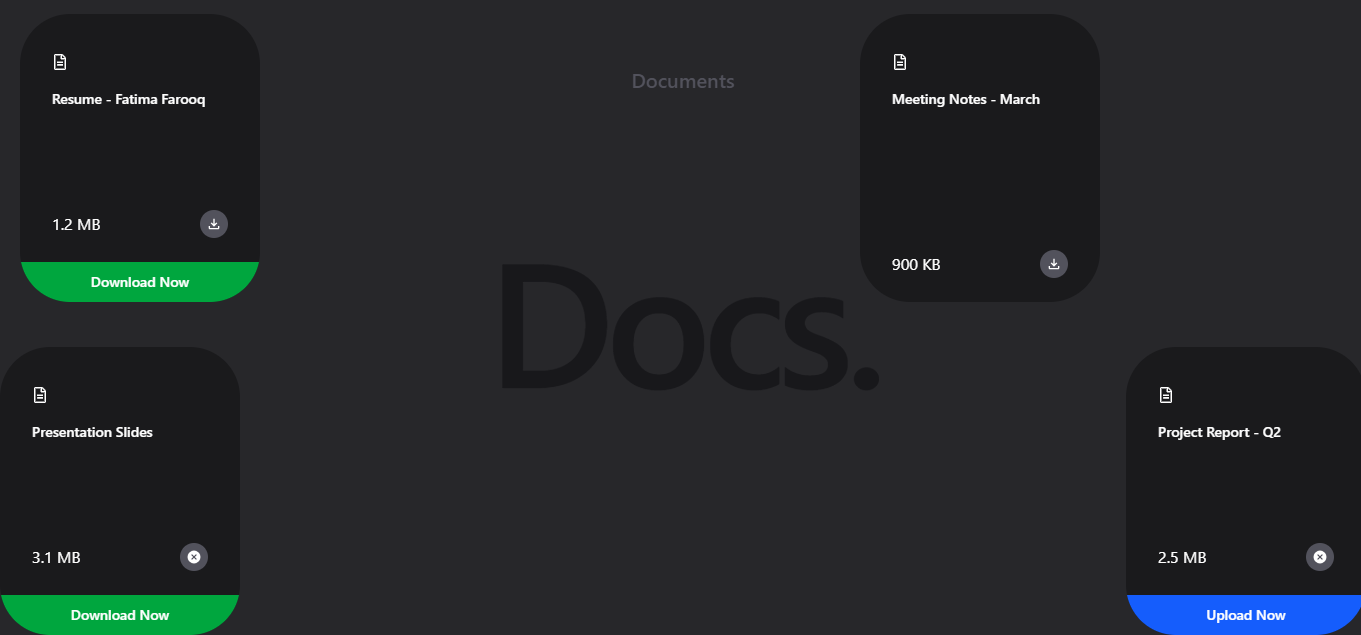 Documents
Docs.
Resume - Fatima Farooq
1.2 MB
Download Now
Meeting Notes - March
900 KB
Presentation Slides
3.1 MB
Download Now
Project Report - Q2
2.5 MB
Upload Now